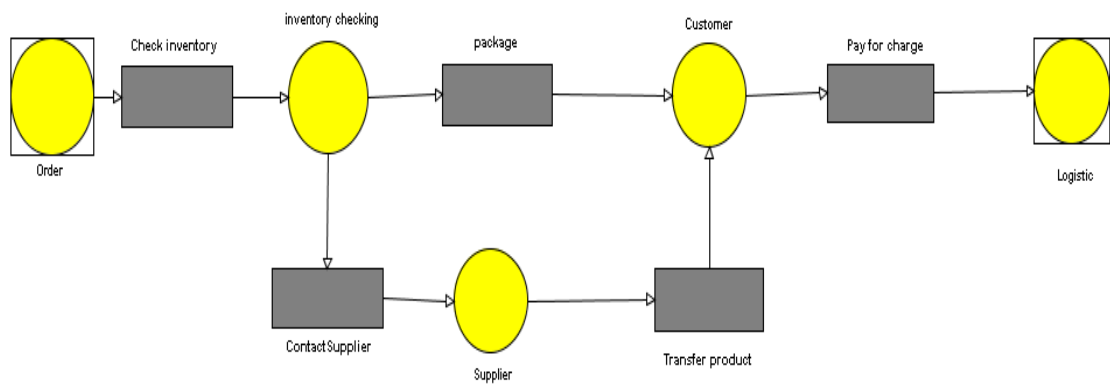 inventory checking
Customer
Check inventory
package
Pay for charge
Order
Logistic
ContactSupplier
Supplier
Transfer product